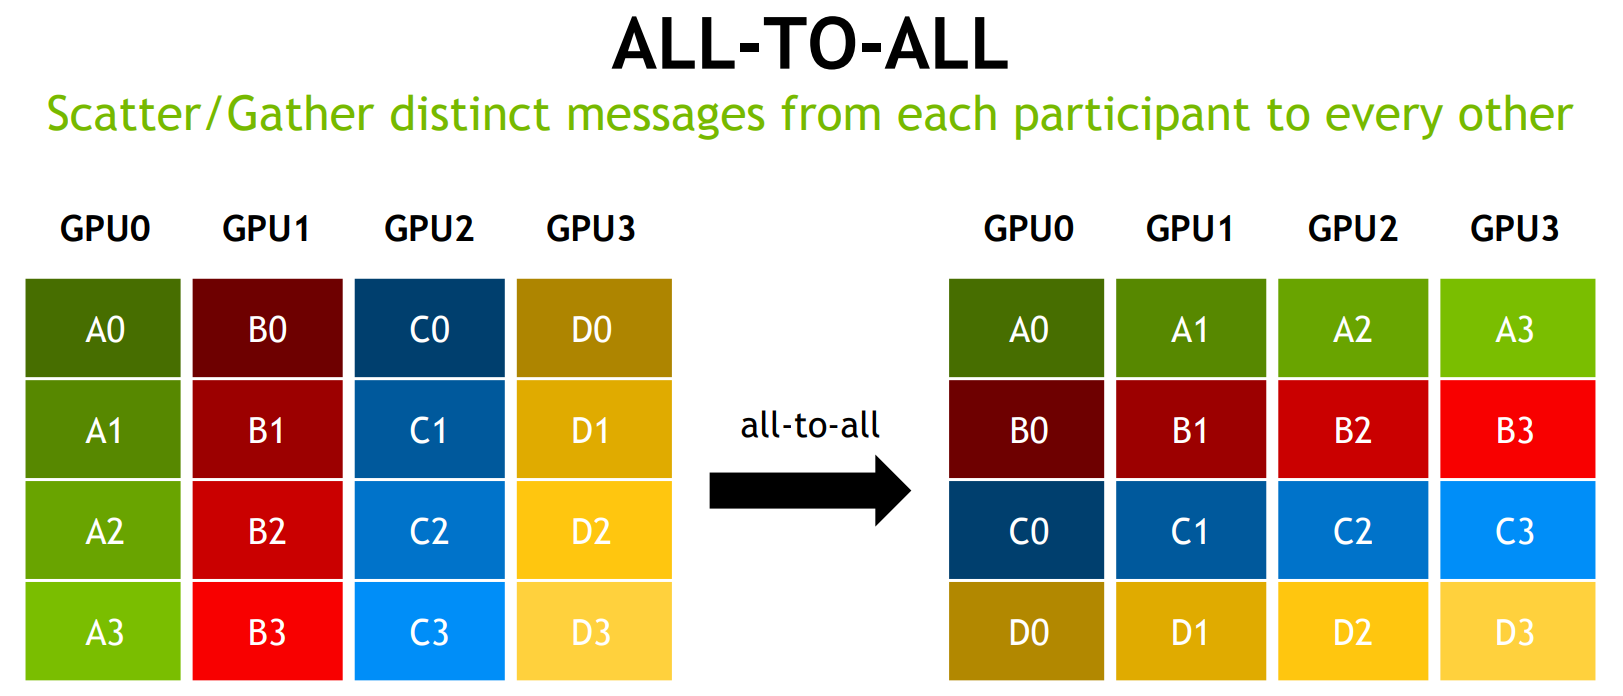 ALL-TO-ALL
Scatter/Gather distinct messages from each participant to every other
GPU0 GPU1 GPU2 GPU3
A0 B0 C0 D0
A1 B1 C1 D1
A2 B2 C2 D2
A3 B3 C3 D3
all-to-all
GPU0 GPU1 GPU2 GPU3
A0 A1 A2 A3
B0 B1 B2 B3
C0 C1 C2 C3
D0 D1 D2 D3